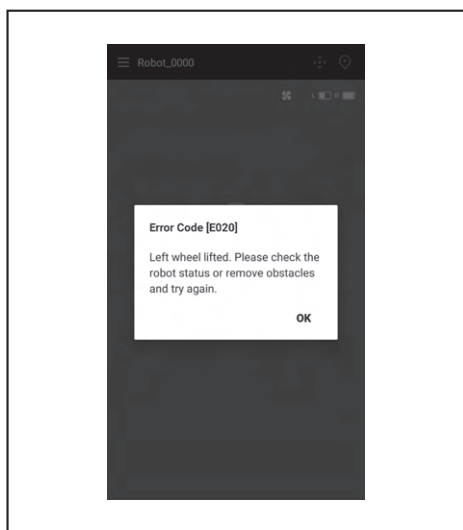 Robot_0000
L R
Error Code [E020]
Left wheel lifted. Please check the
robot status or remove obstacles
and try again.
OK